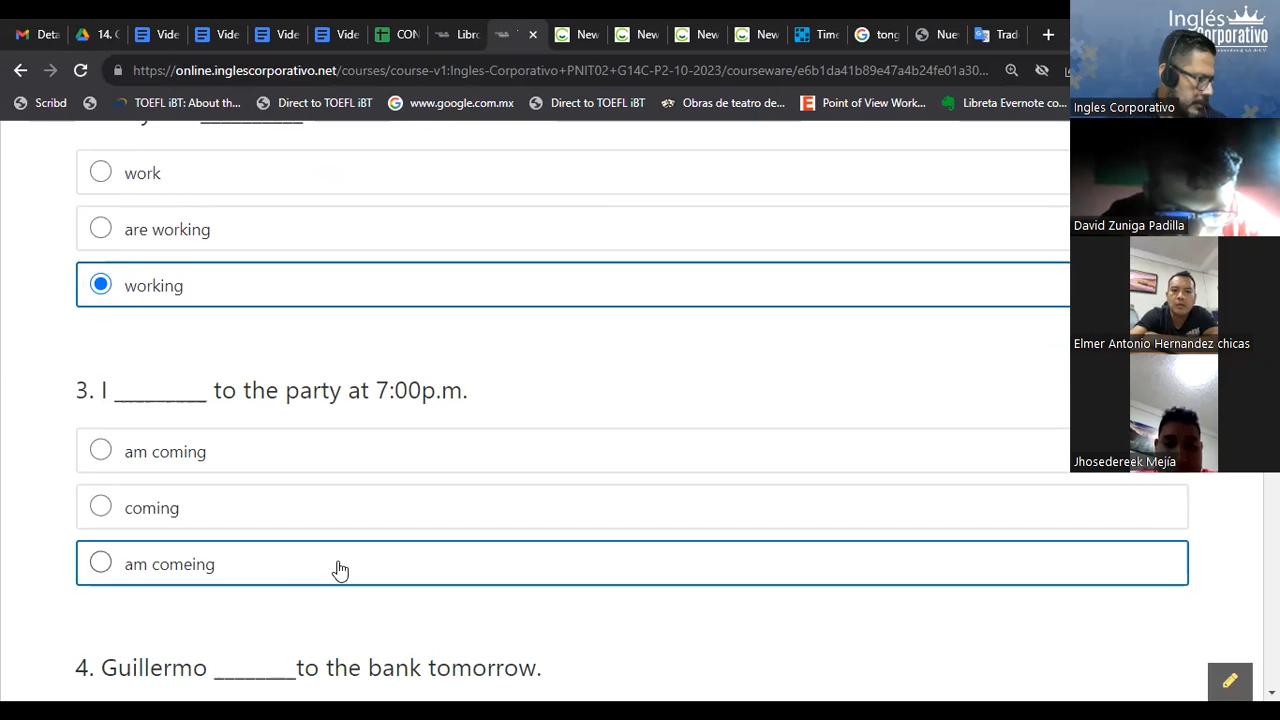 Deta
14. C
Vide
Vide
Vide
Vide
CON
Libro
New
New
New
New
Time
tong
Nue
Trad
https://online.inglescorporativo.net/courses/course-v1:Ingles-Corporativo+PNIT02+G14C-P2-10-2023/courseware/e6b1da41b89e47a4b24fe01a30...
Scribd
TOEFL iBT: About th...
Direct to TOEFL iBT
www.google.com.mx
Direct to TOEFL iBT
Obras de teatro de...
Point of View Work...
Libreta Evernote co...
work
are working
working
3. I _________ to the party at 7:00p.m.
am coming
coming
am comeing
4. Guillermo ________to the bank tomorrow.
Inglés
Corporativo
Ingles Corporativo
David Zuniga Padilla
Elmer Antonio Hernandez chicas
Jhosedereek Mejía